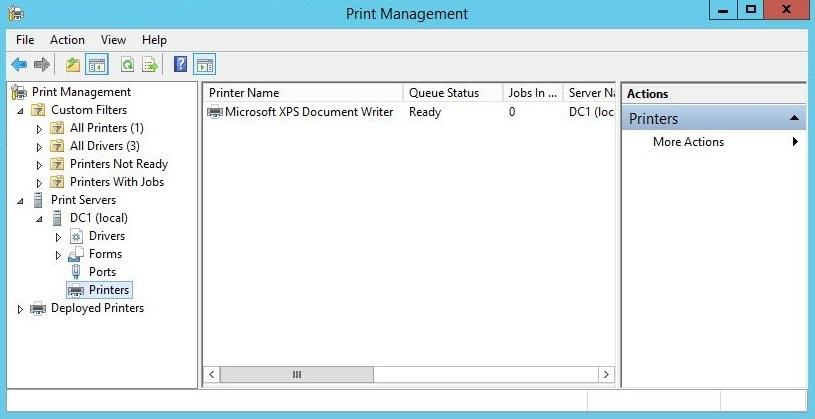 Print Management
File Action View Help
Print Management
Custom Filters
All Printers (1)
All Drivers (3)
Printers Not Ready
Printers With Jobs
Print Servers
DC1 (local)
Drivers
Forms
Ports
Printers
Deployed Printers
Printer Name Queue Status Jobs In ... Server Na
Microsoft XPS Document Writer Ready 0 DC1 (loc
Actions
Printers
More Actions